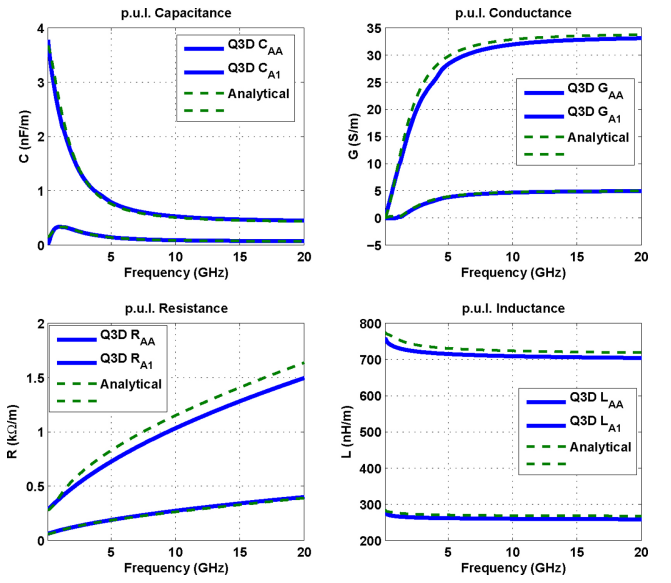 p.u.l. Capacitance
4
3
2
1
0
5
10
15
20
C (nF/m)
Frequency (GHz)
Q3D C_AA
Q3D C_A1
Analytical
p.u.l. Conductance
35
30
25
20
15
10
5
0
−5
5
10
15
20
G (S/m)
Frequency (GHz)
Q3D G_AA
Q3D G_A1
Analytical
p.u.l. Resistance
2
1.5
1
0.5
0
5
10
15
20
R (kΩ/m)
Frequency (GHz)
Q3D R_AA
Q3D R_A1
Analytical
p.u.l. Inductance
800
700
600
500
400
300
200
5
10
15
20
L (nH/m)
Frequency (GHz)
Q3D L_AA
Q3D L_A1
Analytical